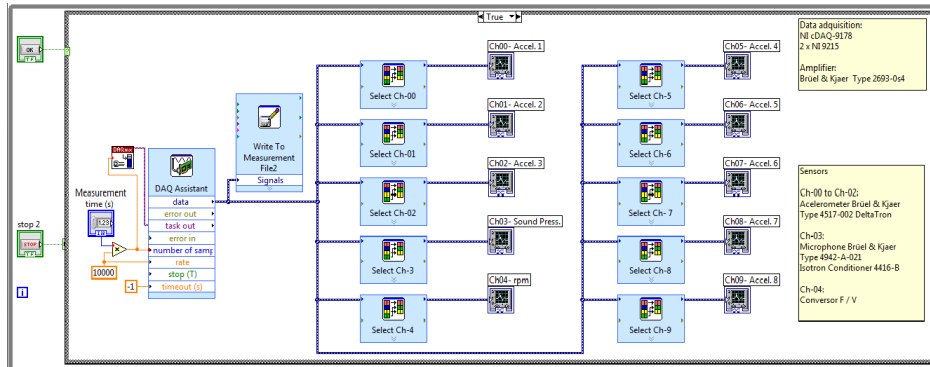 True
OK
TF
DAQmx
Measurement
time (s)
1.23
stop 2
STOP
TF
i
10000
-1
DAQ Assistant
data
error out
task out
error in
number of samp
rate
stop (T)
timeout (s)
Write To
Measurement
File2
Signals
Select Ch-00
Select Ch-01
Select Ch-02
Select Ch-3
Select Ch-4
Ch00- Accel. 1
Ch01- Accel. 2
Ch02- Accel. 3
Ch03- Sound Press.
Ch04- rpm
Select Ch-5
Select Ch-6
Select Ch- 7
Select Ch-8
Select Ch-9
Ch05- Accel. 4
Ch06- Accel. 5
Ch07- Accel. 6
Ch08- Accel. 7
Ch09- Accel. 8
Data adquisition:
NI cDAQ-9178
2 x NI 9215
Amplifier:
Brüel & Kjaer Type 2693-0s4
Sensors
Ch-00 to Ch-02;
Acelerometer Brüel & Kjaer
Type 4517-002 DeltaTron
Ch-03:
Microphone Brüel & Kjaer
Type 4942-A-021
Isotron Conditioner 4416-B
Ch-04:
Conversor F / V